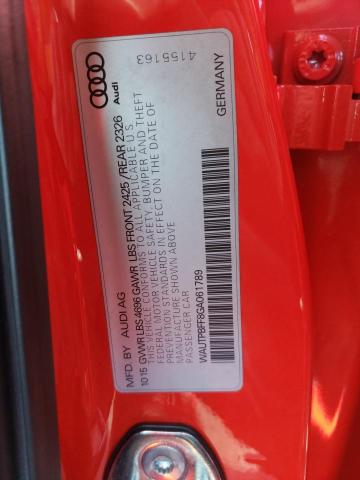 Audi
4155163
GERMANY
MFD. BY AUDI AG
10 15 GVWR LBS 4696 GAWR LBS FRONT 2425 /REAR 2326
THIS VEHICLE CONFORMS TO ALL APPLICABLE U S
FEDERAL MOTOR VEHICLE SAFETY, BUMPER AND THEFT
PREVENTION STANDARDS IN EFFECT ON THE DATE OF
MANUFACTURE SHOWN ABOVE
PASSENGER CAR
WAUTPBFF8GA061789